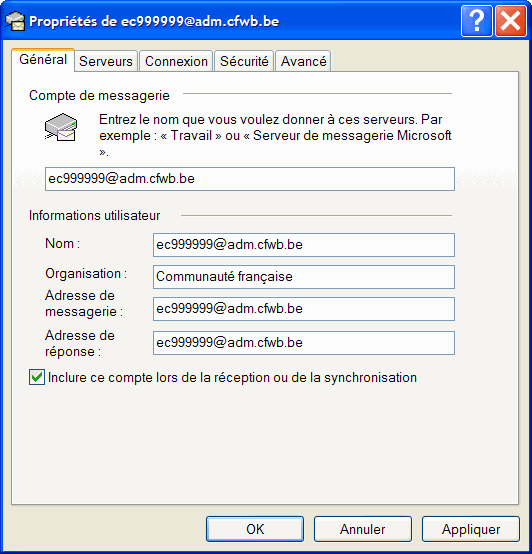 Propriétés de ec999999@adm.cfwb.be
Général Serveurs Connexion Sécurité Avancé
Compte de messagerie
Entrez le nom que vous voulez donner à ces serveurs. Par
exemple : « Travail » ou « Serveur de messagerie Microsoft
».
ec999999@adm.cfwb.be
Informations utilisateur
Nom : ec999999@adm.cfwb.be
Organisation : Communauté française
Adresse de
messagerie : ec999999@adm.cfwb.be
Adresse de
réponse : ec999999@adm.cfwb.be
Inclure ce compte lors de la réception ou de la synchronisation
OK Annuler Appliquer